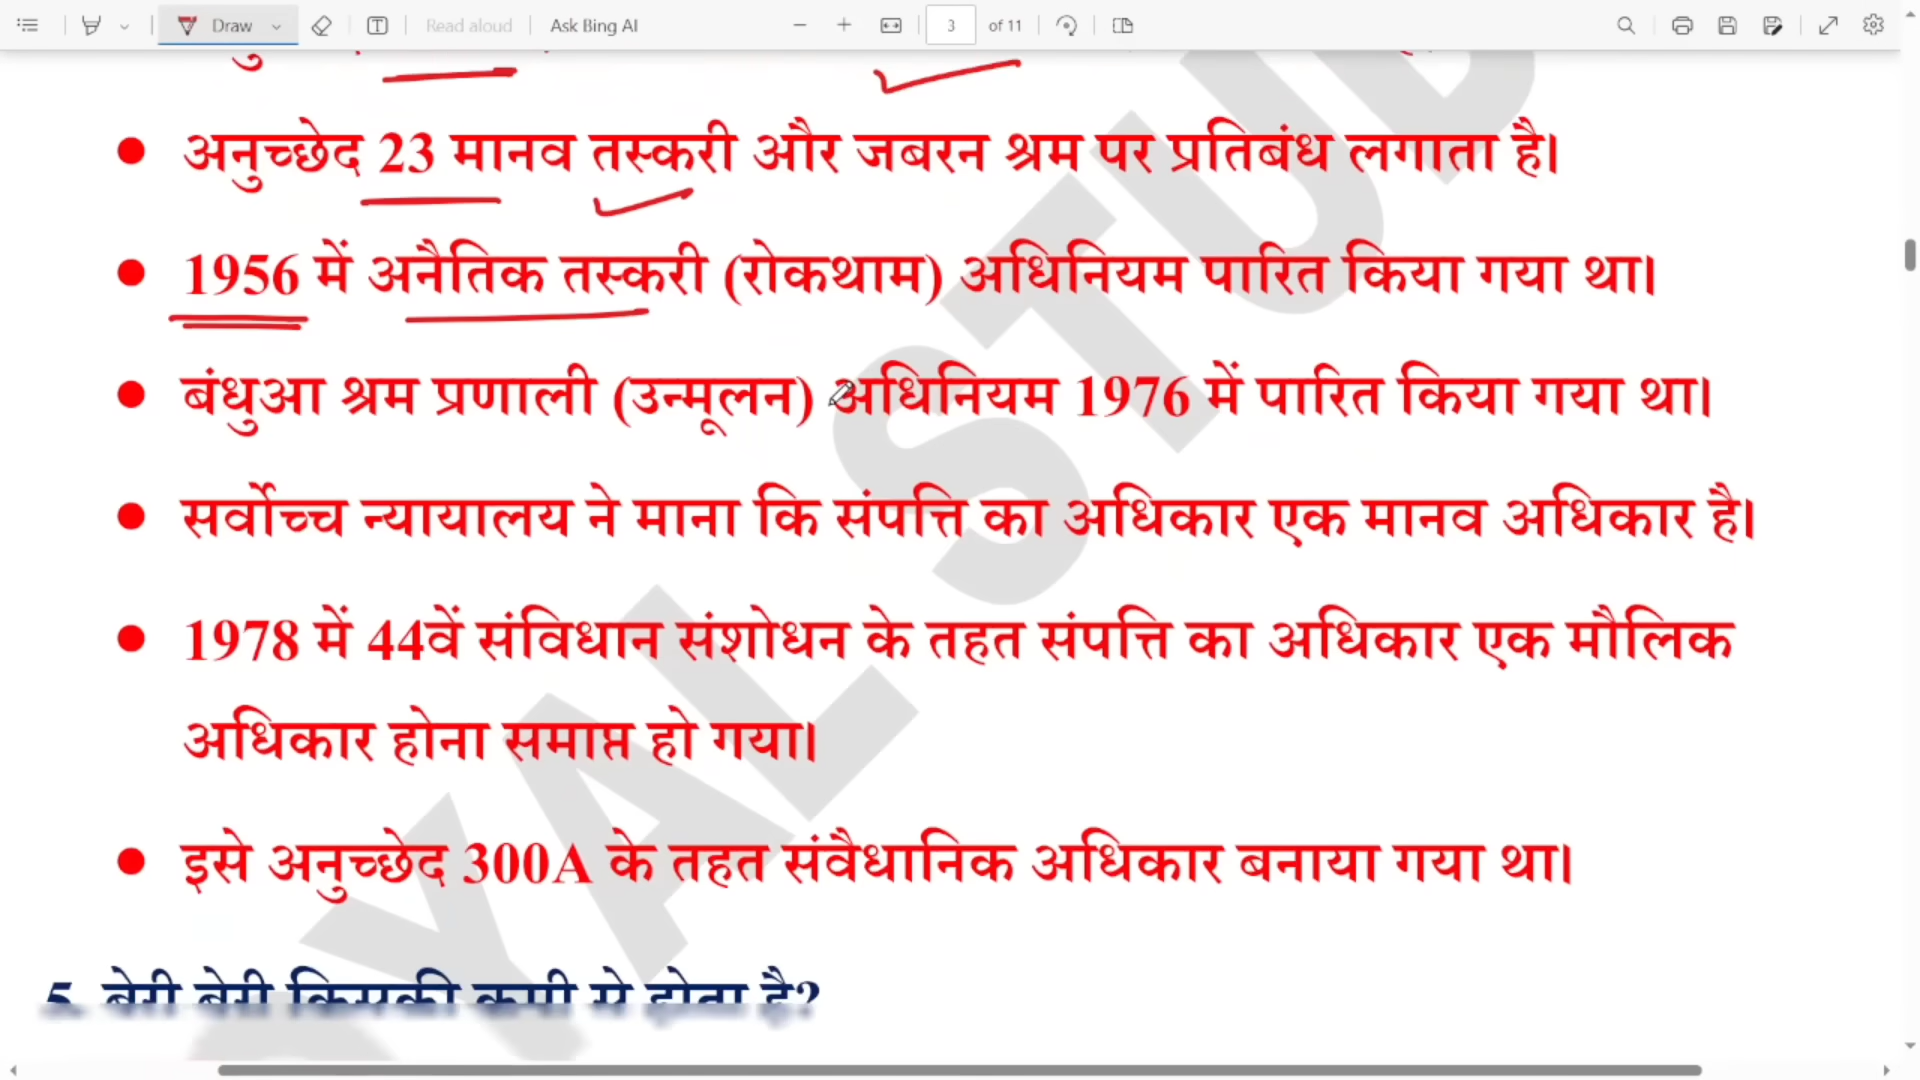 Draw
Read aloud
Ask Bing AI
3 of 11
● अनुच्छेद 23 मानव तस्करी और जबरन श्रम पर प्रतिबंध लगाता है।
● 1956 में अनैतिक तस्करी (रोकथाम) अधिनियम पारित किया गया था।
● बंधुआ श्रम प्रणाली (उन्मूलन) अधिनियम 1976 में पारित किया गया था।
● सर्वोच्च न्यायालय ने माना कि संपत्ति का अधिकार एक मानव अधिकार है।
● 1978 में 44वें संविधान संशोधन के तहत संपत्ति का अधिकार एक मौलिक
अधिकार होना समाप्त हो गया।
● इसे अनुच्छेद 300A के तहत संवैधानिक अधिकार बनाया गया था।
5. बेरी बेरी किसकी कमी से होता है?